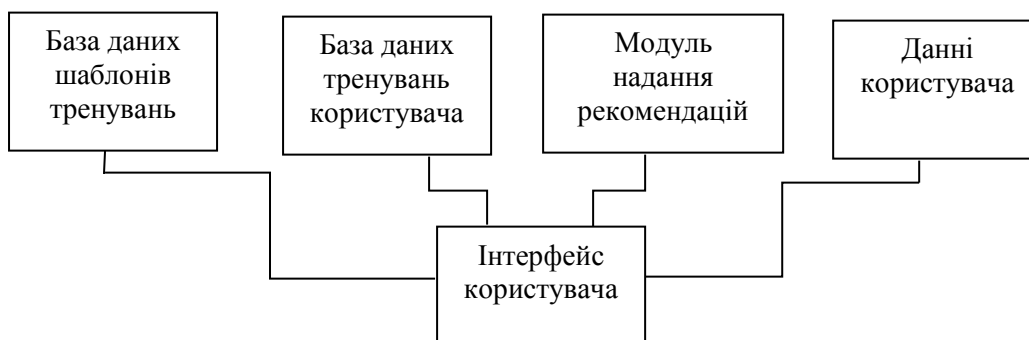 База даних
шаблонів
тренувань
База даних
тренувань
користувача
Модуль
надання
рекомендацій
Данні
користувача
Інтерфейс
користувача